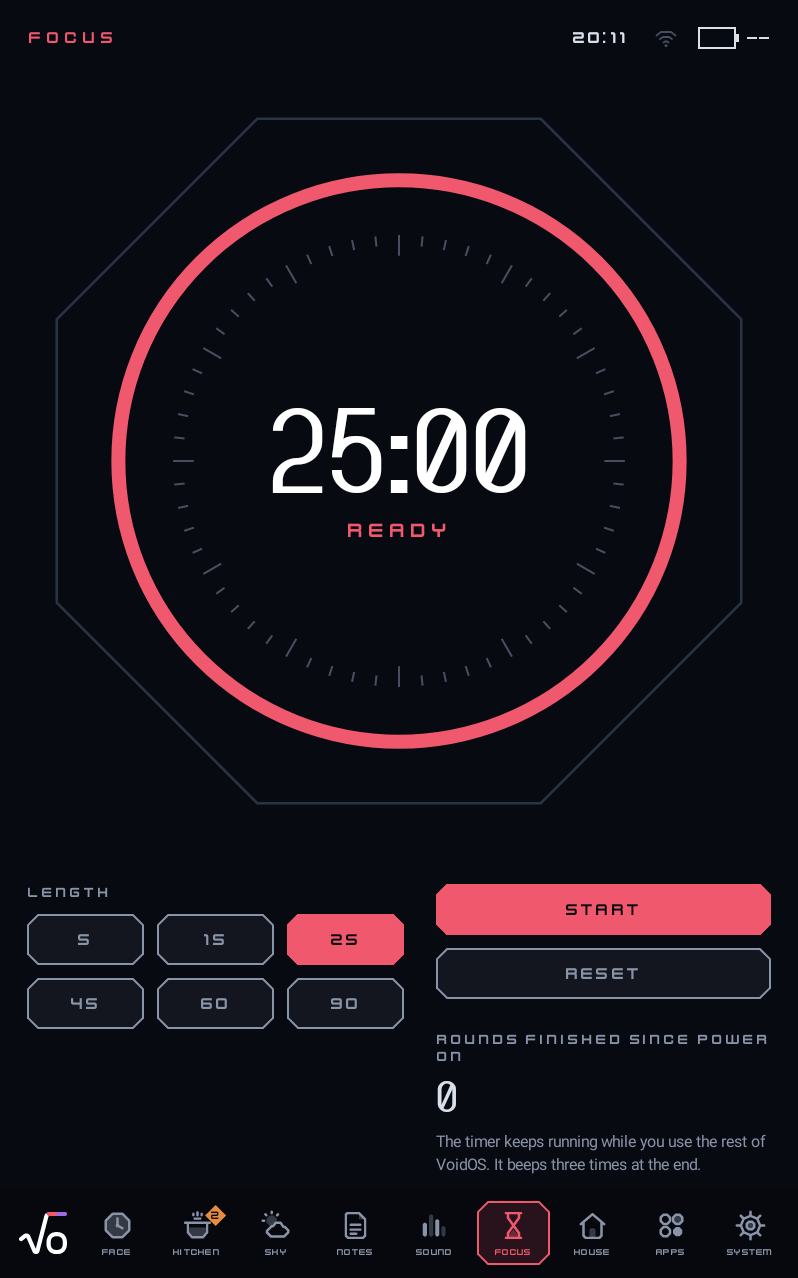 FOCUS
20:11
--
25:00
READY
LENGTH
5
15
25
45
60
90
START
RESET
ROUNDS FINISHED SINCE POWER
ON
0
The timer keeps running while you use the rest of
VoidOS. It beeps three times at the end.
√o
FACE
2
KITCHEN
SKY
NOTES
SOUND
FOCUS
HOUSE
APPS
SYSTEM